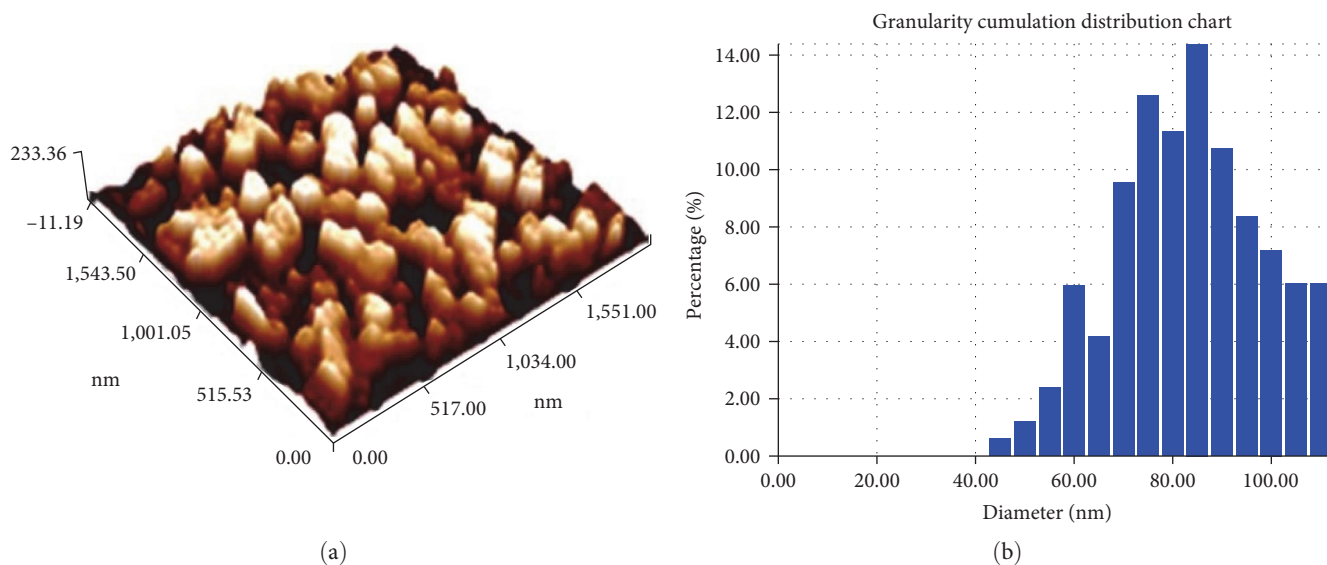 233.36
−11.19
1,543.50
1,001.05
nm
515.53
0.00
0.00
517.00
nm
1,034.00
1,551.00
(a)
Granularity cumulation distribution chart
14.00
12.00
10.00
8.00
6.00
4.00
2.00
0.00
Percentage (%)
0.00 20.00 40.00 60.00 80.00 100.00
Diameter (nm)
(b)